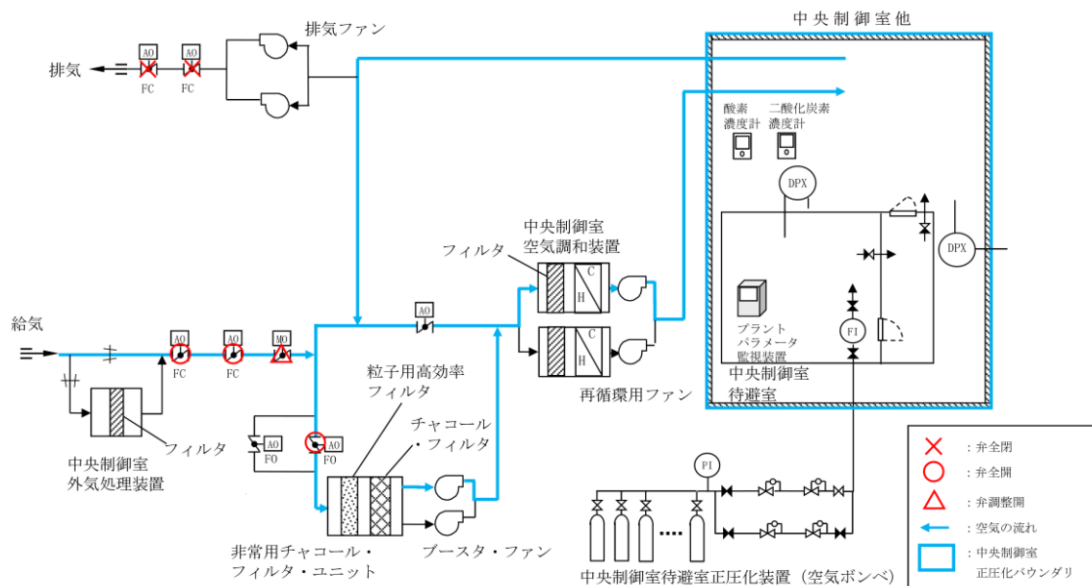 中央制御室他
排気ファン
AO
AO
排気
FC
FC
酸素
濃度計
二酸化炭素
濃度計
DPX
DPX
中央制御室
空気調和装置
フィルタ
C
H
C
H
再循環用ファン
プラント
パラメータ
監視装置
FI
中央制御室
待避室
給気
AO
AO
MO
AO
FC
FC
フィルタ
中央制御室
外気処理装置
粒子用高効率
フィルタ
チャコール
・フィルタ
AO
FO
AO
FO
非常用チャコール・
フィルタ・ユニット
ブースタ・ファン
PI
中央制御室待避室正圧化装置（空気ボンベ）
：弁全閉
：弁全開
：弁調整開
：空気の流れ
：中央制御室
正圧化バウンダリ